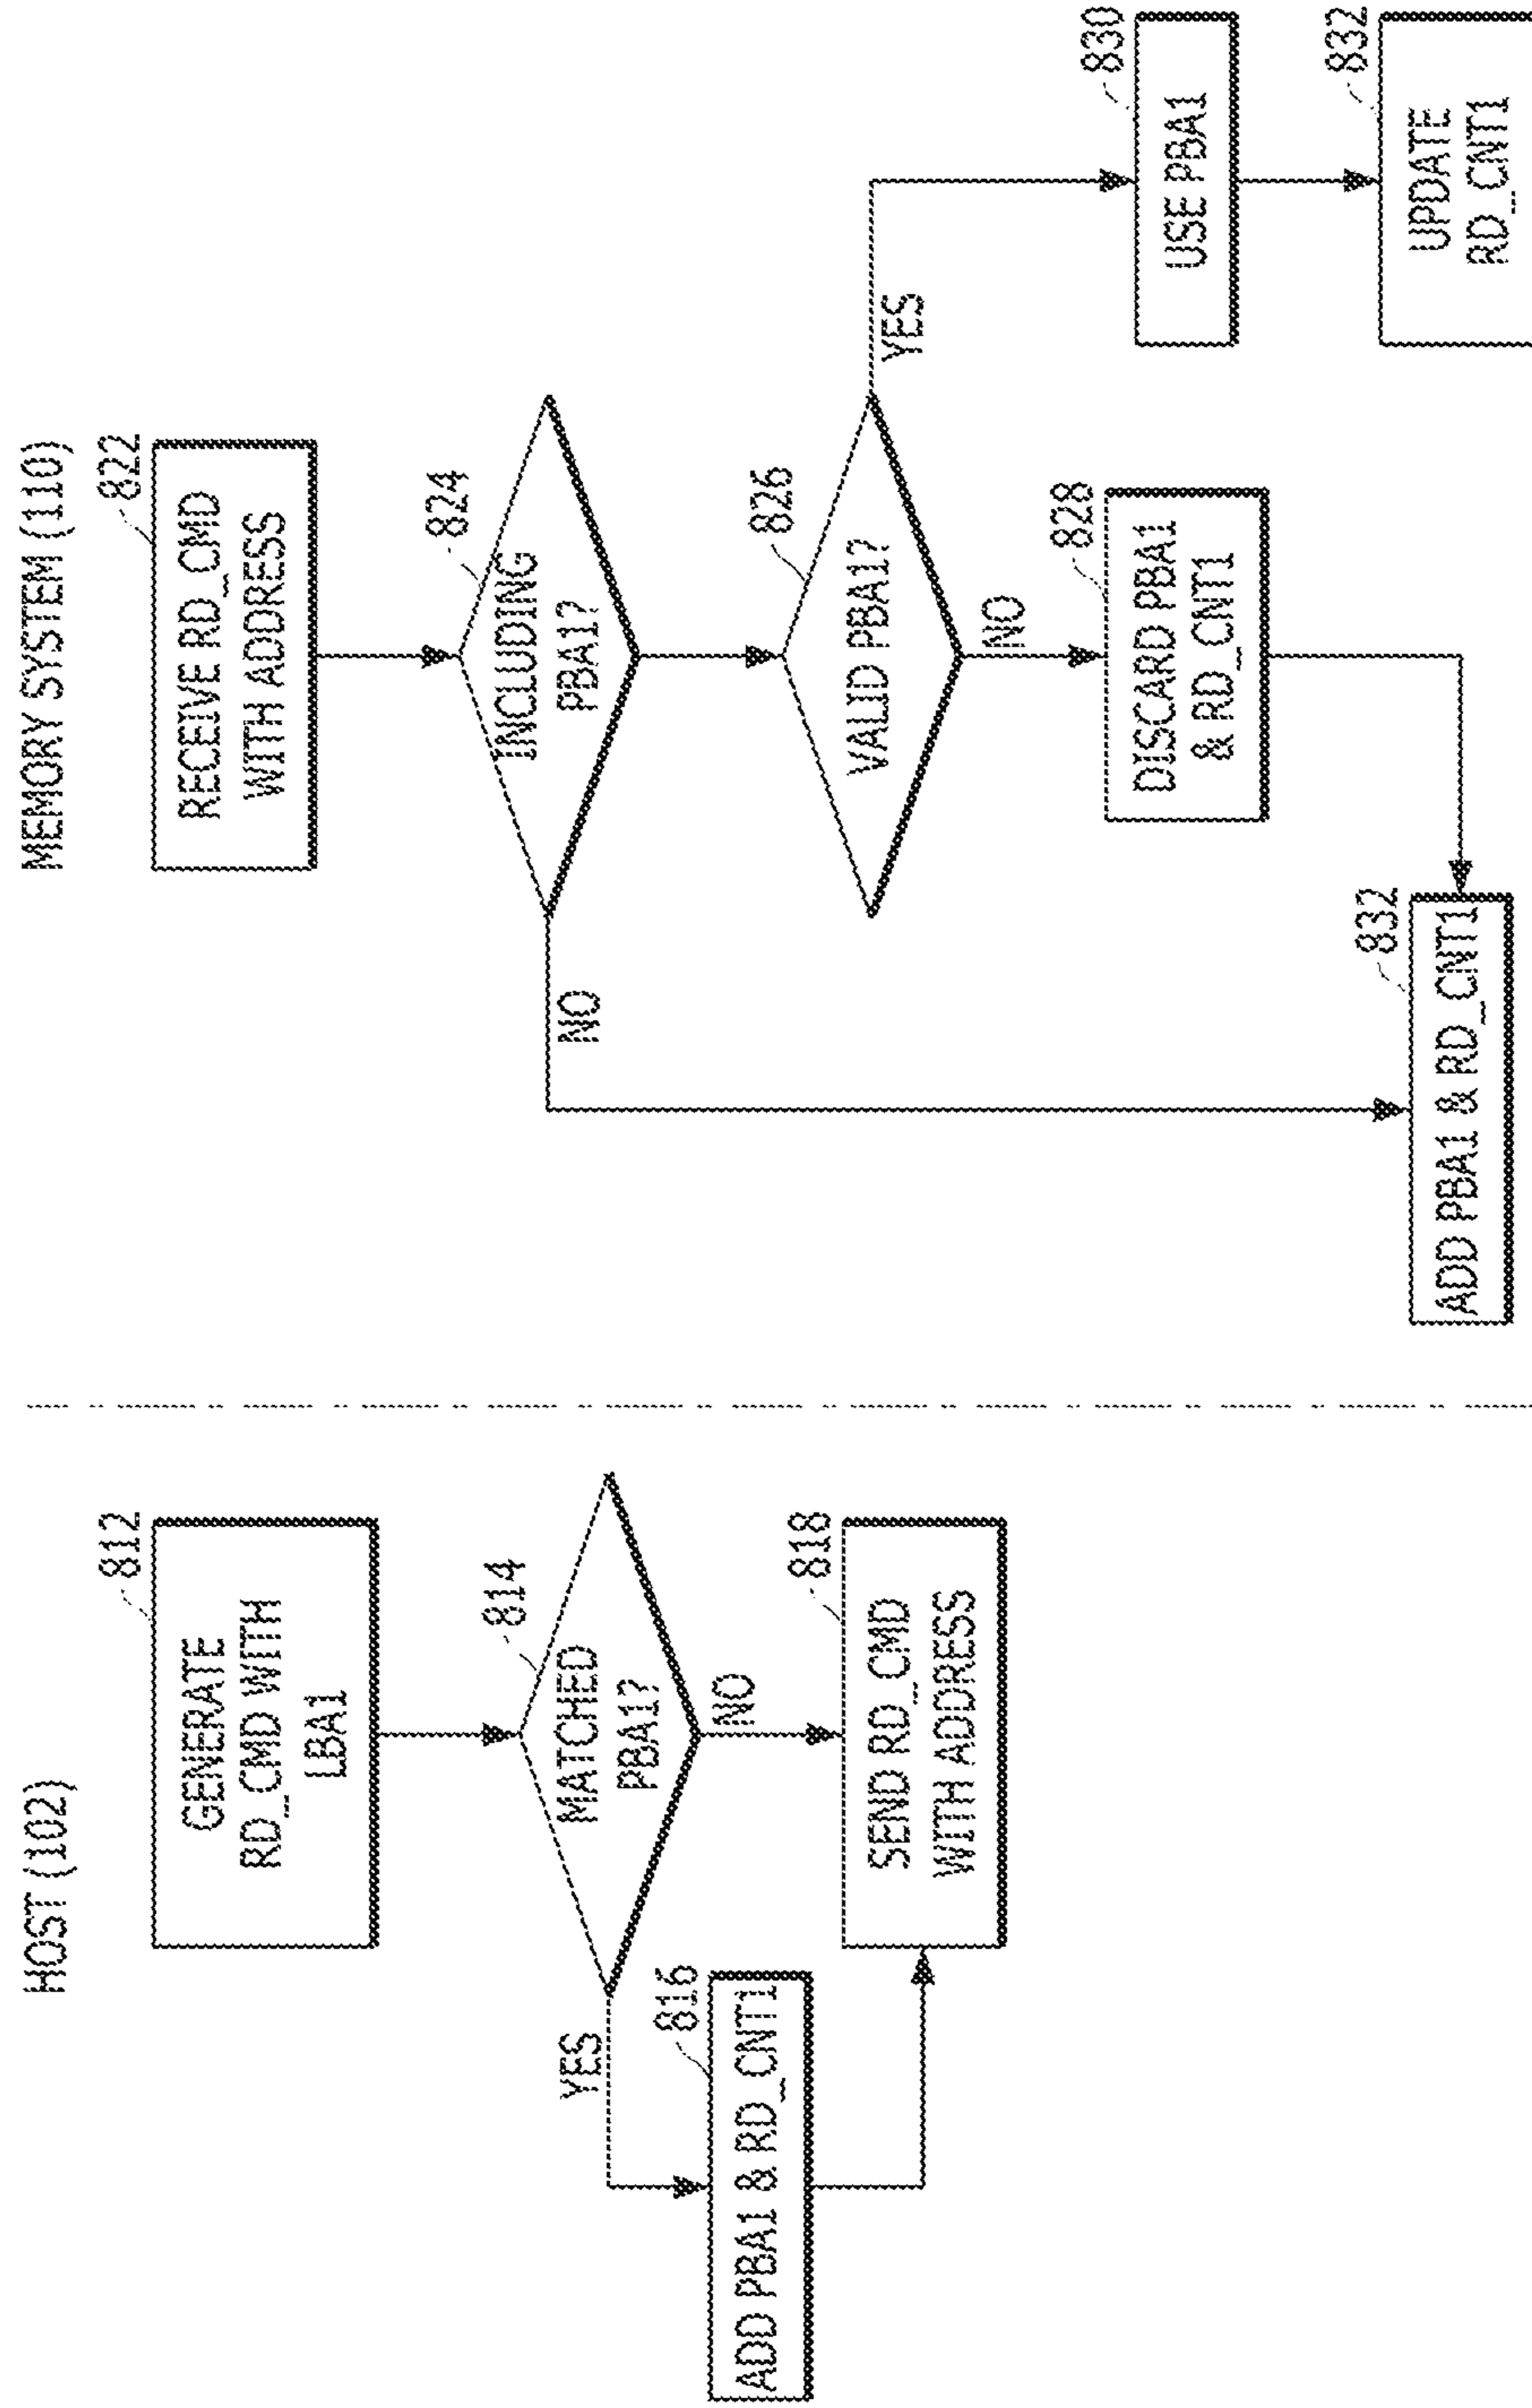 HOST (102)
812
GENERATE
RD_CMD WITH
LBA1
814
MATCHED
PBA1?
YES
NO
816
ADD PBA1 & RD_CNT1
818
SEND RD_CMD
WITH ADDRESS
MEMORY SYSTEM (110)
822
RECEIVE RD_CMD
WITH ADDRESS
824
INCLUDING
PBA1?
NO
826
VALID PBA1?
YES
NO
828
DISCARD PBA1
& RD_CNT1
830
USE PBA1
832
UPDATE
RD_CNT1
832
ADD PBA1 & RD_CNT1